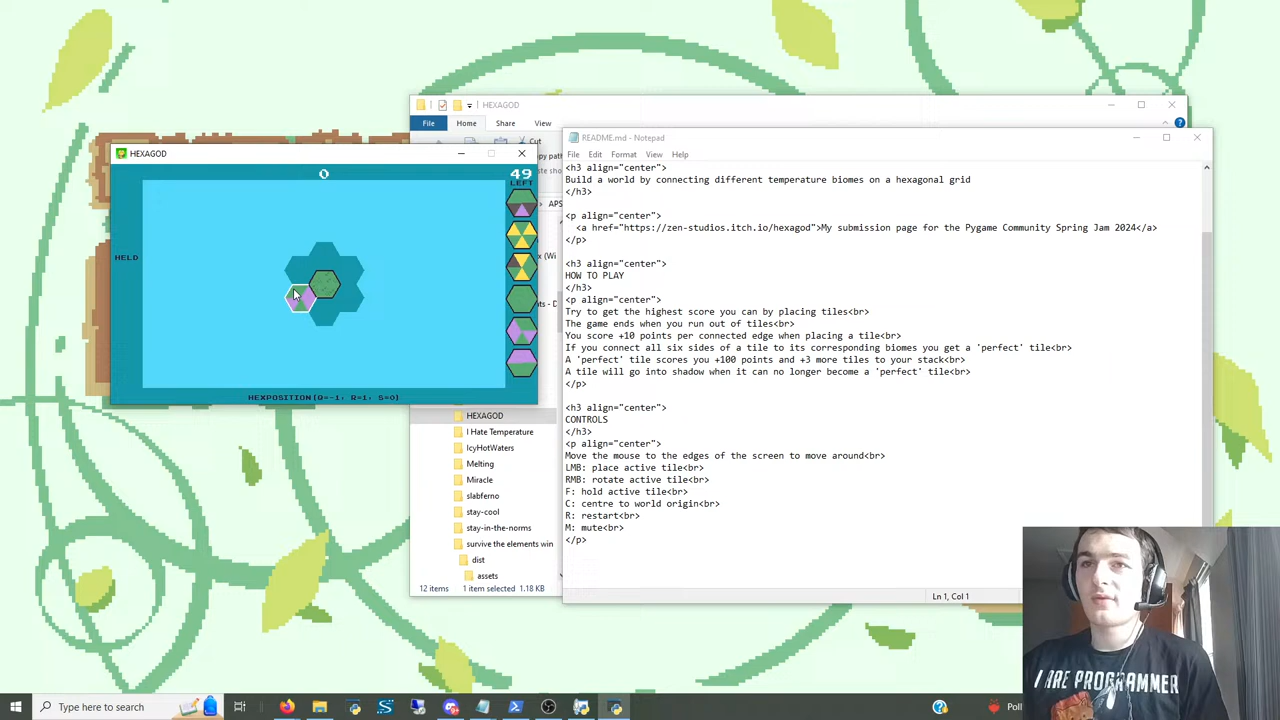 HEXAGOD
File
Home
Share
View
Cut
HEXAGOD
0
49
LEFT
HELD
HEXPOSITION(Q=-1, R=1, S=0)
HEXAGOD
I Hate Temperature
IcyHotWaters
Melting
Miracle
slabferno
stay-cool
stay-in-the-norms
survive the elements win
dist
assets
12 items
1 item selected
1.18 KB
README.md - Notepad
File
Edit
Format
View
Help
<h3 align="center">
Build a world by connecting different temperature biomes on a hexagonal grid
</h3>
<p align="center">
<a href="https://zen-studios.itch.io/hexagod">My submission page for the Pygame Community Spring Jam 2024</a>
</p>
<h3 align="center">
HOW TO PLAY
</h3>
<p align="center">
Try to get the highest score you can by placing tiles<br>
The game ends when you run out of tiles<br>
You score +10 points per connected edge when placing a tile<br>
If you connect all six sides of a tile to its corresponding biomes you get a 'perfect' tile<br>
A 'perfect' tile scores you +100 points and +3 more tiles to your stack<br>
A tile will go into shadow when it can no longer become a 'perfect' tile<br>
</p>
<h3 align="center">
CONTROLS
</h3>
<p align="center">
Move the mouse to the edges of the screen to move around<br>
LMB: place active tile<br>
RMB: rotate active tile<br>
F: hold active tile<br>
C: centre to world origin<br>
R: restart<br>
M: mute<br>
</p>
Ln 1, Col 1
I ARE PROGRAMMER
Type here to search
Poll